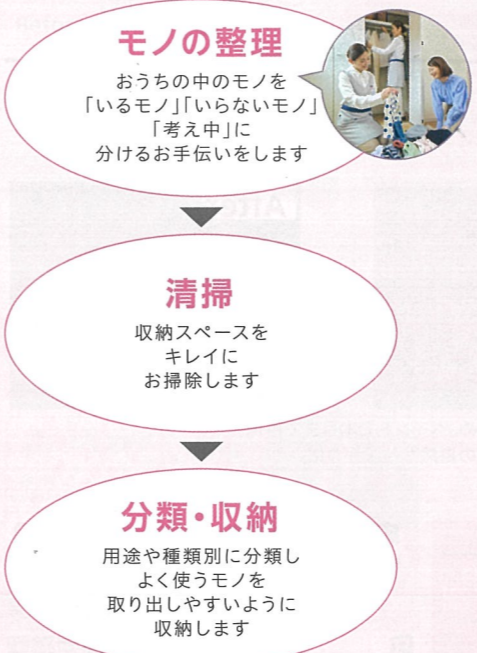 モノの整理
おうちの中のモノを
「いるモノ」「いらないモノ」
「考え中」に
分けるお手伝いをします
清掃
収納スペースを
キレイに
お掃除します
分類・収納
用途や種類別に分類し
よく使うモノを
取り出しやすいように
収納します